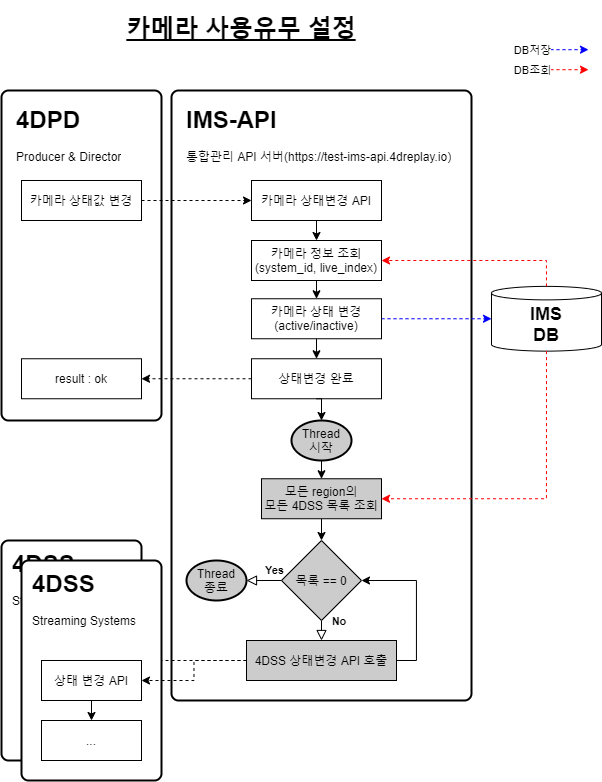 카메라 사용유무 설정
DB저장
DB조회
4DPD
Producer & Director
카메라 상태값 변경
result : ok
IMS-API
통합관리 API 서버(https://test-ims-api.4dreplay.io)
카메라 상태변경 API
카메라 정보 조회
(system_id, live_index)
카메라 상태 변경
(active/inactive)
상태변경 완료
IMS
DB
Thread
시작
모든 region의
모든 4DSS 목록 조회
목록 == 0
Yes
Thread
종료
No
4DSS 상태변경 API 호출
4DSS
4DSS
Streaming Systems
상태 변경 API
...